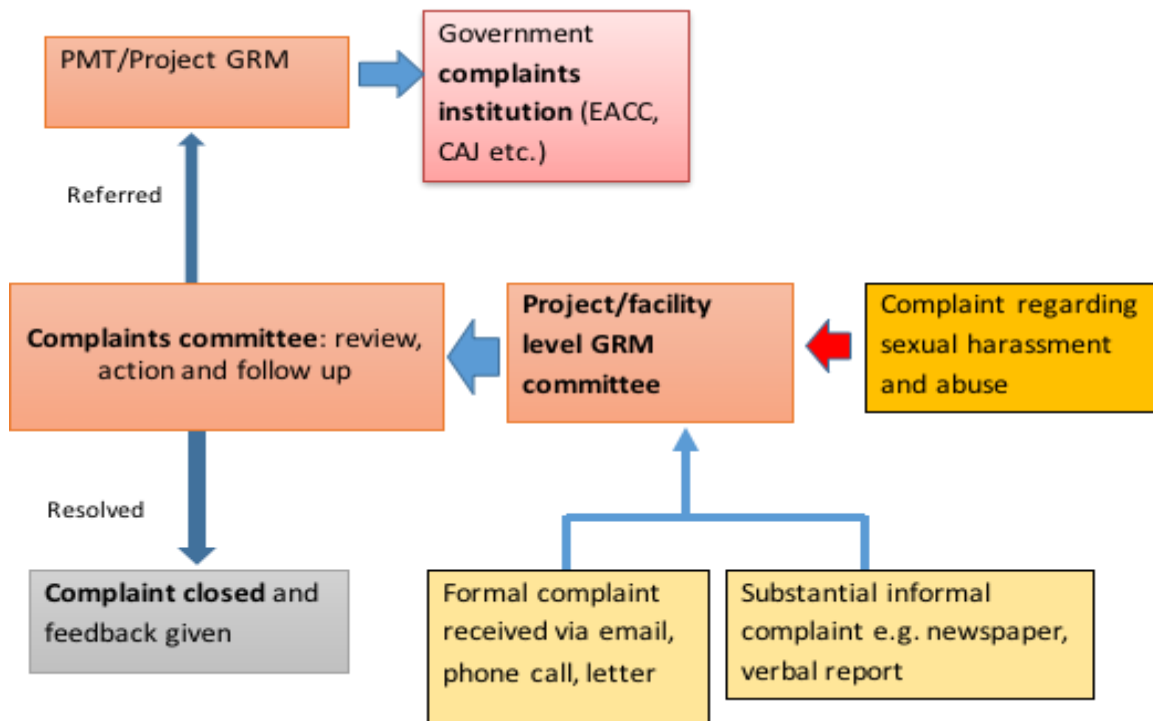 PMT/Project GRM
Government
complaints
institution (EACC,
CAJ etc.)
Referred
Complaints committee: review,
action and follow up
Project/facility
level GRM
committee
Complaint regarding
sexual harassment
and abuse
Resolved
Complaint closed and
feedback given
Formal complaint
received via email,
phone call, letter
Substantial informal
complaint e.g. newspaper,
verbal report